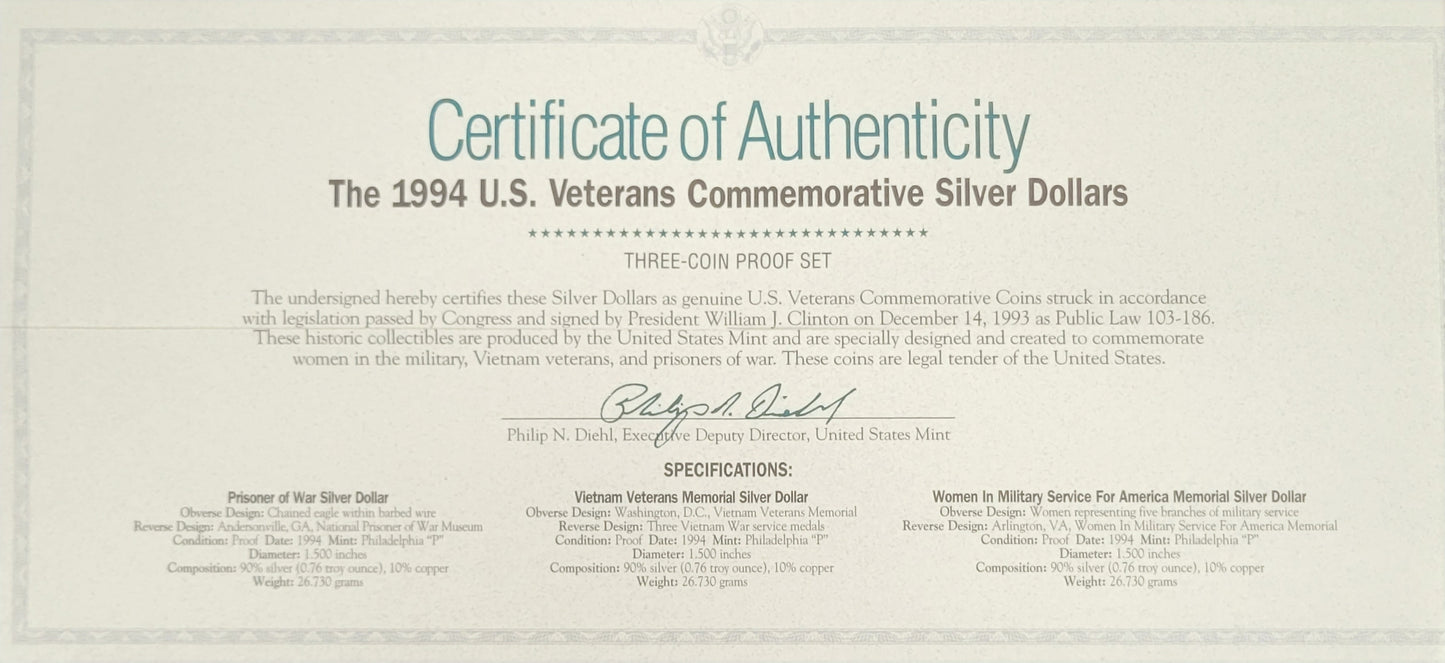 Certificate of Authenticity
The 1994 U.S. Veterans Commemorative Silver Dollars
THREE-COIN PROOF SET
The undersigned hereby certifies these Silver Dollars as genuine U.S. Veterans Commemorative Coins struck in accordance
with legislation passed by Congress and signed by President William J. Clinton on December 14, 1993 as Public Law 103-186.
These historic collectibles are produced by the United States Mint and are specially designed and created to commemorate
women in the military, Vietnam veterans, and prisoners of war. These coins are legal tender of the United States.
Philip N. Diehl
Philip N. Diehl, Executive Deputy Director, United States Mint
SPECIFICATIONS:
Prisoner of War Silver Dollar
Obverse Design: Chained eagle within barbed wire
Reverse Design: Andersonville, GA, National Prisoner of War Museum
Condition: Proof Date: 1994 Mint: Philadelphia "P"
Diameter: 1.500 inches
Composition: 90% silver (0.76 troy ounce), 10% copper
Weight: 26.730 grams
Vietnam Veterans Memorial Silver Dollar
Obverse Design: Washington, D.C., Vietnam Veterans Memorial
Reverse Design: Three Vietnam War service medals
Condition: Proof Date: 1994 Mint: Philadelphia "P"
Diameter: 1.500 inches
Composition: 90% silver (0.76 troy ounce), 10% copper
Weight: 26.730 grams
Women In Military Service For America Memorial Silver Dollar
Obverse Design: Women representing five branches of military service
Reverse Design: Arlington, VA, Women In Military Service For America Memorial
Condition: Proof Date: 1994 Mint: Philadelphia "P"
Diameter: 1.500 inches
Composition: 90% silver (0.76 troy ounce), 10% copper
Weight: 26.730 grams